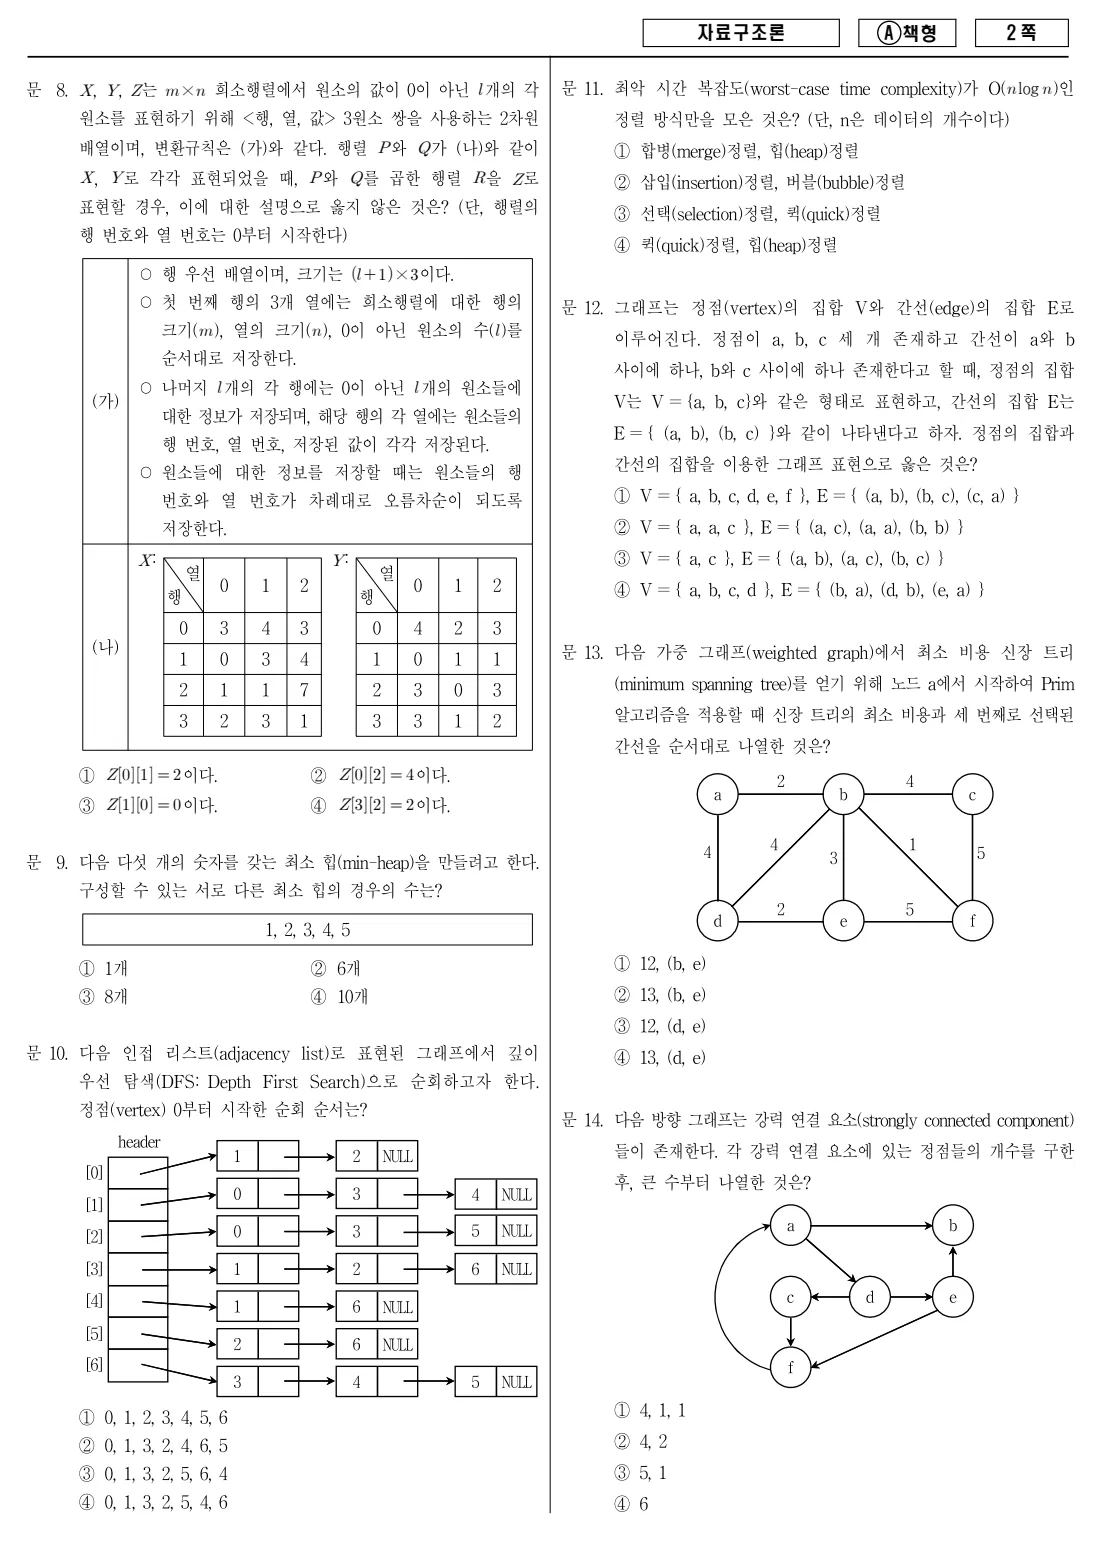 자료구조론
Ⓐ책형
2쪽
문 8. X, Y, Z는 m×n 희소행렬에서 원소의 값이 0이 아닌 l개의 각
원소를 표현하기 위해 <행, 열, 값> 3원소 쌍을 사용하는 2차원
배열이며, 변환규칙은 (가)와 같다. 행렬 P와 Q가 (나)와 같이
X, Y로 각각 표현되었을 때, P와 Q를 곱한 행렬 R을 Z로
표현할 경우, 이에 대한 설명으로 옳지 않은 것은? (단, 행렬의
행 번호와 열 번호는 0부터 시작한다)
(가)
○ 행 우선 배열이며, 크기는 (l+1)×3이다.
○ 첫 번째 행의 3개 열에는 희소행렬에 대한 행의
크기(m), 열의 크기(n), 0이 아닌 원소의 수(l)를
순서대로 저장한다.
○ 나머지 l개의 각 행에는 0이 아닌 l개의 원소들에
대한 정보가 저장되며, 해당 행의 각 열에는 원소들의
행 번호, 열 번호, 저장된 값이 각각 저장된다.
○ 원소들에 대한 정보를 저장할 때는 원소들의 행
번호와 열 번호가 차례대로 오름차순이 되도록
저장한다.
(나)
X:
행 열 0 1 2
0 3 4 3
1 0 3 4
2 1 1 7
3 2 3 1
Y:
행 열 0 1 2
0 4 2 3
1 0 1 1
2 3 0 3
3 3 1 2
① Z[0][1]=2이다. ② Z[0][2]=4이다.
③ Z[1][0]=0이다. ④ Z[3][2]=2이다.
문 9. 다음 다섯 개의 숫자를 갖는 최소 힙(min-heap)을 만들려고 한다.
구성할 수 있는 서로 다른 최소 힙의 경우의 수는?
1, 2, 3, 4, 5
① 1개 ② 6개
③ 8개 ④ 10개
문 10. 다음 인접 리스트(adjacency list)로 표현된 그래프에서 깊이
우선 탐색(DFS: Depth First Search)으로 순회하고자 한다.
정점(vertex) 0부터 시작한 순회 순서는?
header
[0] 1 2 NULL
[1] 0 3 4 NULL
[2] 0 3 5 NULL
[3] 1 2 6 NULL
[4] 1 6 NULL
[5] 2 6 NULL
[6] 3 4 5 NULL
① 0, 1, 2, 3, 4, 5, 6
② 0, 1, 3, 2, 4, 6, 5
③ 0, 1, 3, 2, 5, 6, 4
④ 0, 1, 3, 2, 5, 4, 6
문 11. 최악 시간 복잡도(worst-case time complexity)가 O(nlog n)인
정렬 방식만을 모은 것은? (단, n은 데이터의 개수이다)
① 합병(merge)정렬, 힙(heap)정렬
② 삽입(insertion)정렬, 버블(bubble)정렬
③ 선택(selection)정렬, 퀵(quick)정렬
④ 퀵(quick)정렬, 힙(heap)정렬
문 12. 그래프는 정점(vertex)의 집합 V와 간선(edge)의 집합 E로
이루어진다. 정점이 a, b, c 세 개 존재하고 간선이 a와 b
사이에 하나, b와 c 사이에 하나 존재한다고 할 때, 정점의 집합
V는 V = {a, b, c}와 같은 형태로 표현하고, 간선의 집합 E는
E = { (a, b), (b, c) }와 같이 나타낸다고 하자. 정점의 집합과
간선의 집합을 이용한 그래프 표현으로 옳은 것은?
① V = { a, b, c, d, e, f }, E = { (a, b), (b, c), (c, a) }
② V = { a, a, c }, E = { (a, c), (a, a), (b, b) }
③ V = { a, c }, E = { (a, b), (a, c), (b, c) }
④ V = { a, b, c, d }, E = { (b, a), (d, b), (e, a) }
문 13. 다음 가중 그래프(weighted graph)에서 최소 비용 신장 트리
(minimum spanning tree)를 얻기 위해 노드 a에서 시작하여 Prim
알고리즘을 적용할 때 신장 트리의 최소 비용과 세 번째로 선택된
간선을 순서대로 나열한 것은?
a 2 b 4 c
4 4 3 1 5
d 2 e 5 f
① 12, (b, e)
② 13, (b, e)
③ 12, (d, e)
④ 13, (d, e)
문 14. 다음 방향 그래프는 강력 연결 요소(strongly connected component)
들이 존재한다. 각 강력 연결 요소에 있는 정점들의 개수를 구한
후, 큰 수부터 나열한 것은?
a b
c d e
f
① 4, 1, 1
② 4, 2
③ 5, 1
④ 6